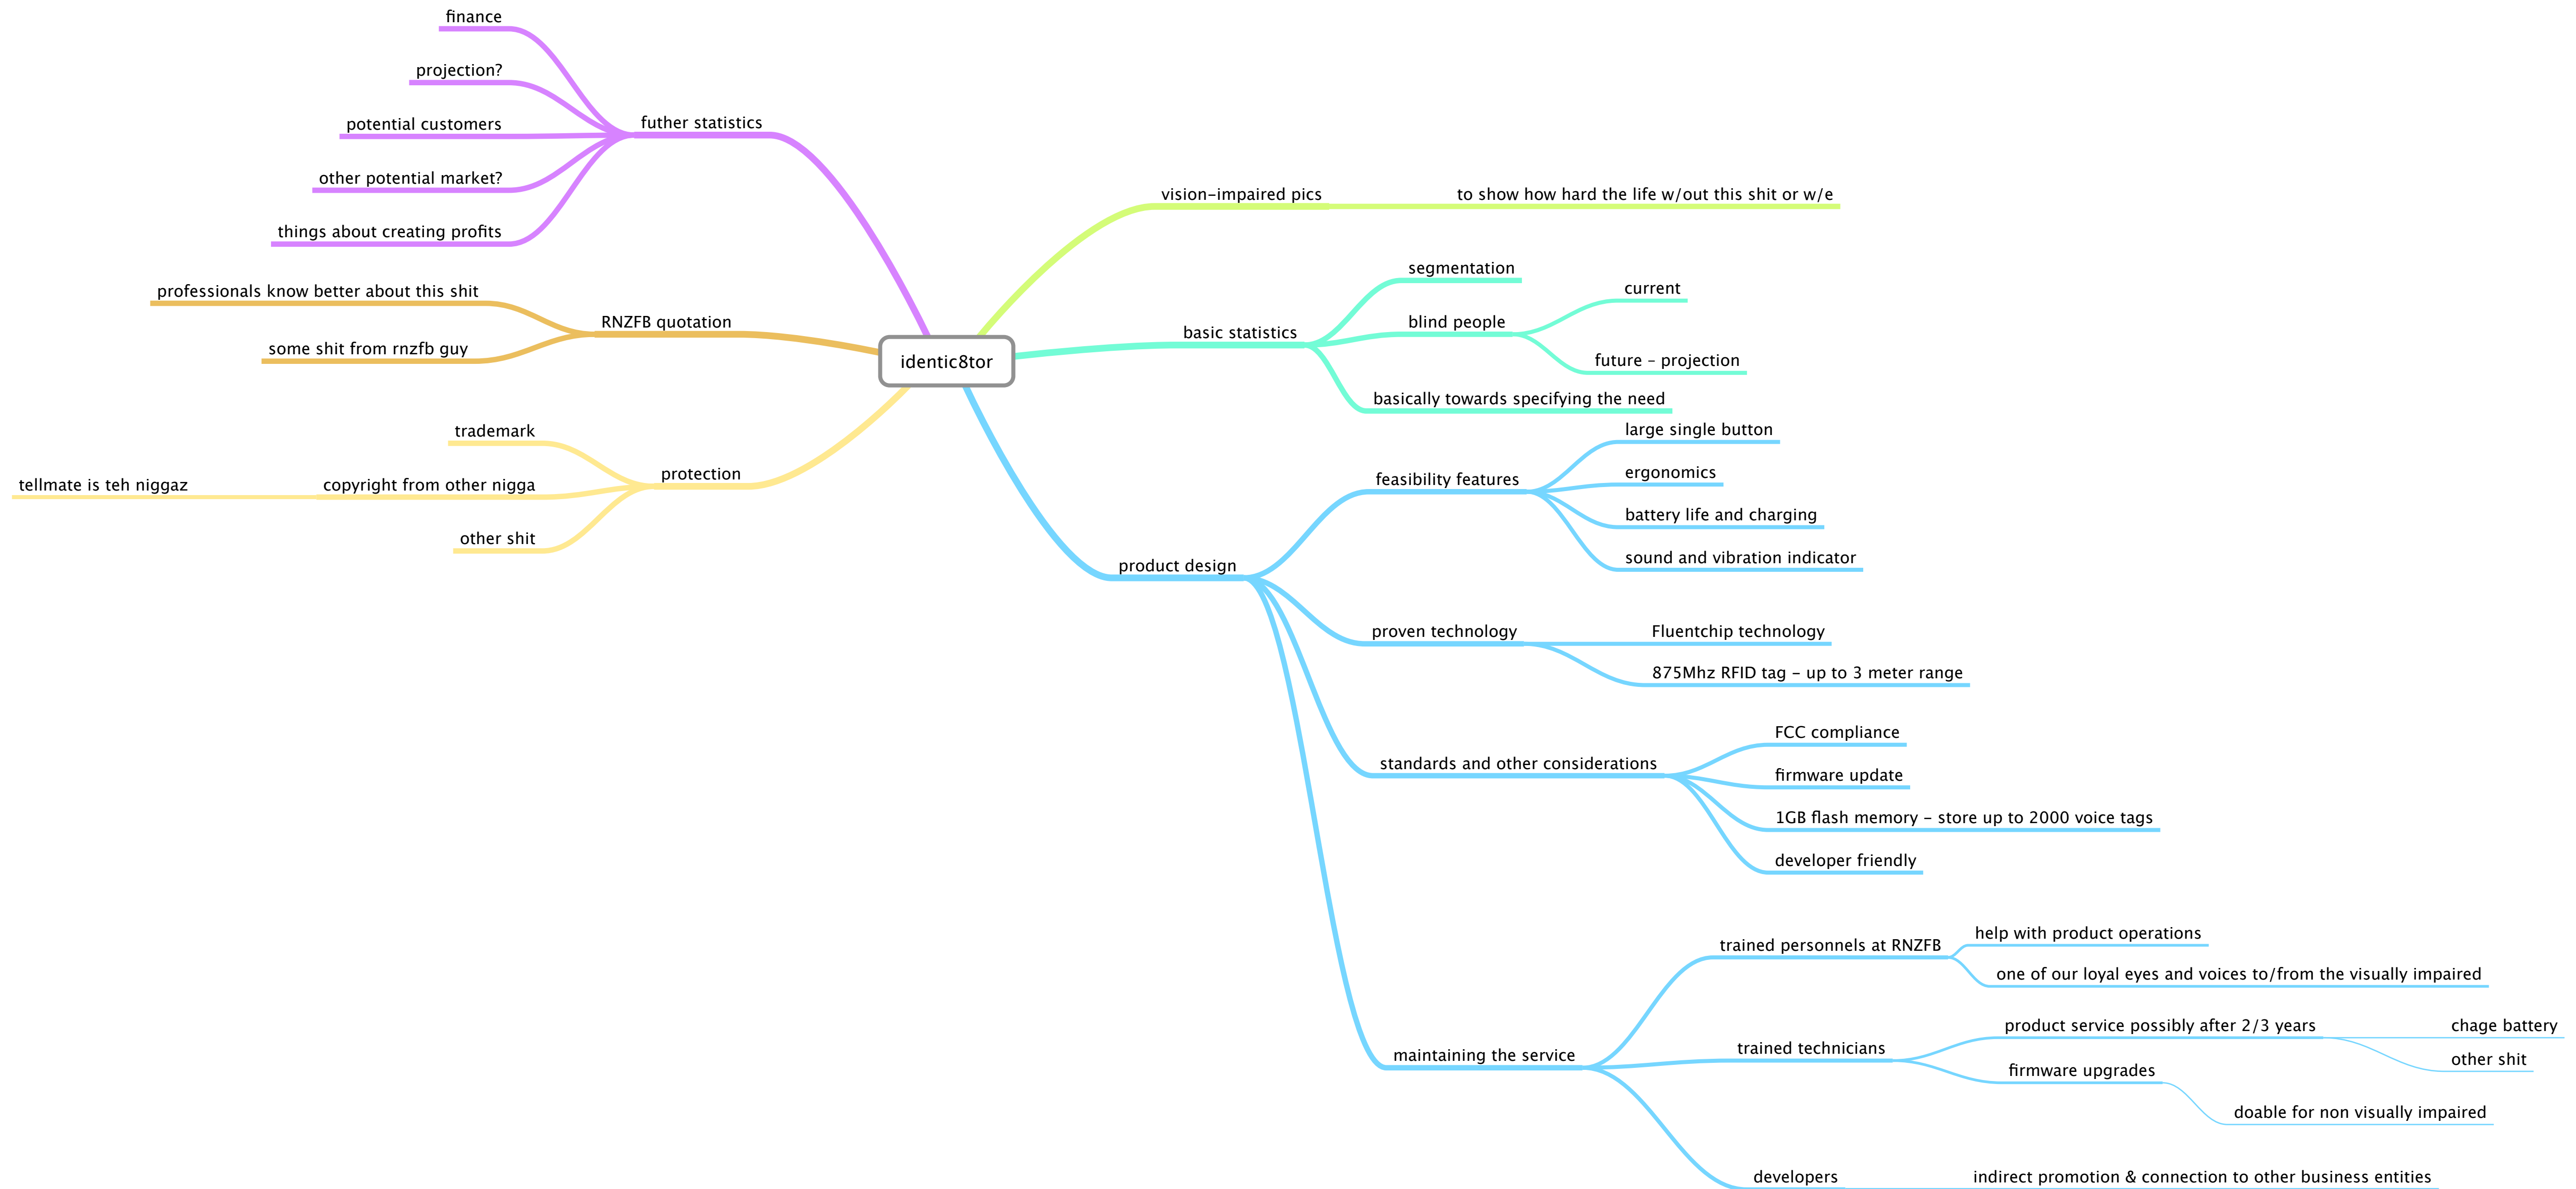 finance
projection?
potential customers
futher statistics
other potential market?
things about creating profits
professionals know better about this shit
RNZFB quotation
some shit from rnzfb guy
trademark
protection
tellmate is teh niggaz
copyright from other nigga
other shit
identic8tor
vision-impaired pics
to show how hard the life w/out this shit or w/e
segmentation
basic statistics
blind people
current
future - projection
basically towards specifying the need
product design
feasibility features
large single button
ergonomics
battery life and charging
sound and vibration indicator
proven technology
Fluentchip technology
875Mhz RFID tag - up to 3 meter range
standards and other considerations
FCC compliance
firmware update
1GB flash memory - store up to 2000 voice tags
developer friendly
maintaining the service
trained personnels at RNZFB
help with product operations
one of our loyal eyes and voices to/from the visually impaired
trained technicians
product service possibly after 2/3 years
chage battery
other shit
firmware upgrades
doable for non visually impaired
developers
indirect promotion & connection to other business entities